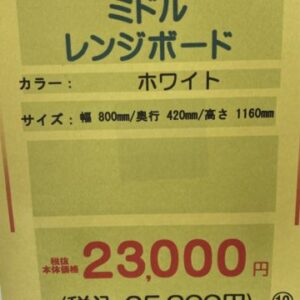 ミドル
レンジボード
カラー： ホワイト
サイズ：幅 800mm/奥行 420mm/高さ 1160mm
税抜
本体価格 23,000円